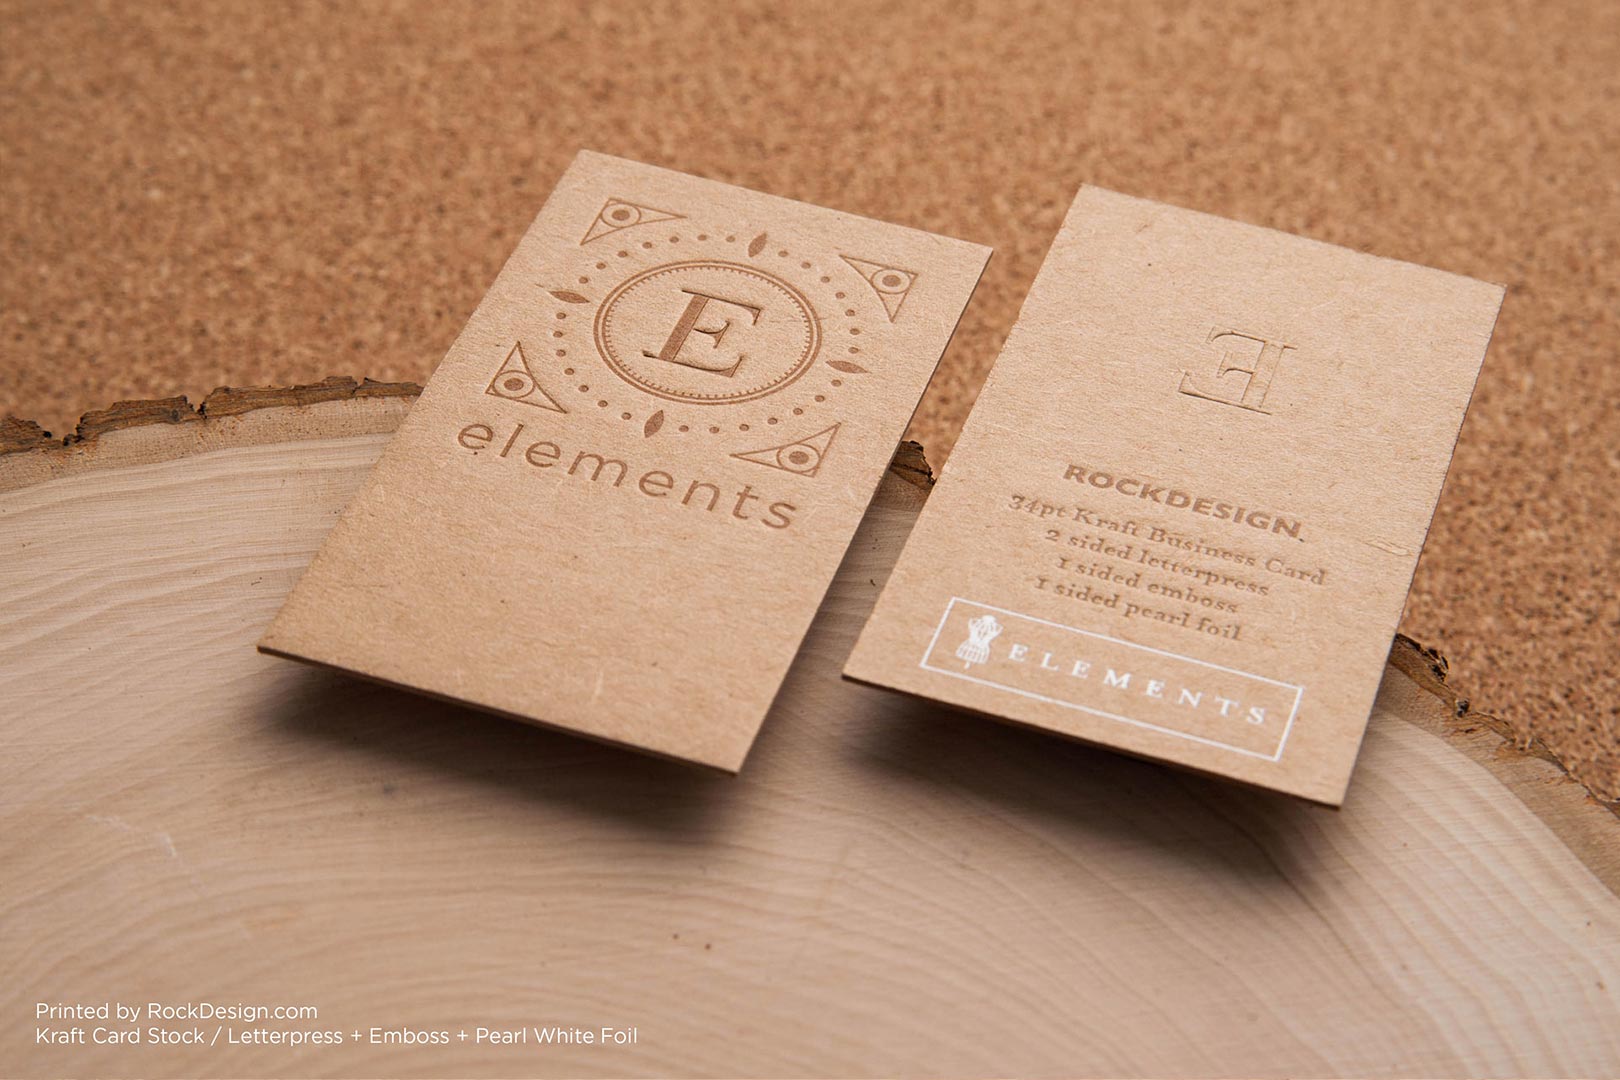 E
elements
E
ROCKDESIGN.
34pt Kraft Business Card
2 sided letterpress
1 sided emboss
1 sided pearl foil
ELEMENTS
Printed by RockDesign.com
Kraft Card Stock / Letterpress + Emboss + Pearl White Foil